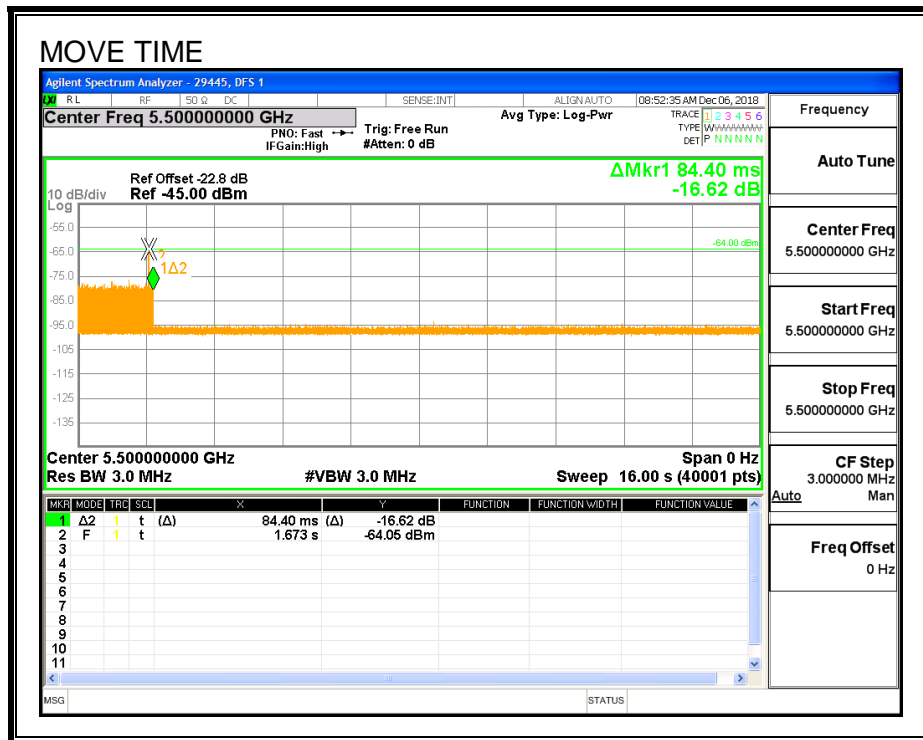 MOVE TIME
Agilent Spectrum Analyzer - 29445, DFS 1
LXI RL RF 50 Ω DC SENSE:INT ALIGN AUTO 08:52:35 AM Dec 06, 2018
Center Freq 5.500000000 GHz
PNO: Fast
IFGain:High
Trig: Free Run
#Atten: 0 dB
Avg Type: Log-Pwr
TRACE 1 2 3 4 5 6
TYPE WWWWWW
DET P N N N N N
ΔMkr1 84.40 ms
-16.62 dB
Ref Offset -22.8 dB
10 dB/div Ref -45.00 dBm
Log
-55.0
-64.00 dBm
-65.0
2
1Δ2
-75.0
-85.0
-95.0
-105
-115
-125
-135
Center 5.500000000 GHz Span 0 Hz
Res BW 3.0 MHz #VBW 3.0 MHz Sweep 16.00 s (40001 pts)
MKR MODE TRC SCL X Y FUNCTION FUNCTION WIDTH FUNCTION VALUE
1 Δ2 1 t (Δ) 84.40 ms (Δ) -16.62 dB
2 F 1 t 1.673 s -64.05 dBm
3
4
5
6
7
8
9
10
11
MSG STATUS
Frequency
Auto Tune
Center Freq
5.500000000 GHz
Start Freq
5.500000000 GHz
Stop Freq
5.500000000 GHz
CF Step
3.000000 MHz
Auto Man
Freq Offset
0 Hz